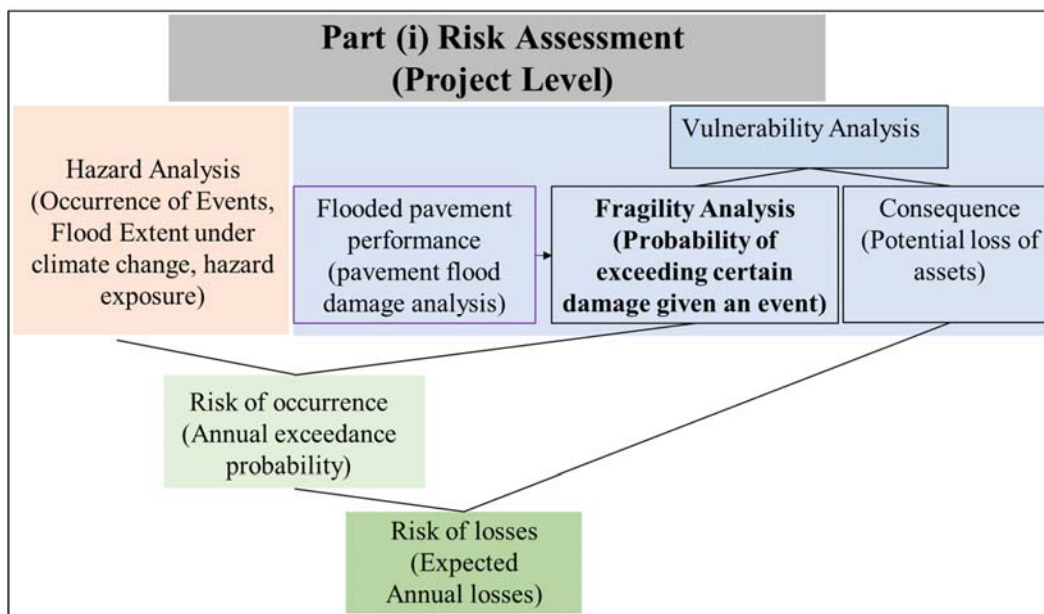 Part (i) Risk Assessment
(Project Level)
Vulnerability Analysis
Hazard Analysis
(Occurrence of Events,
Flood Extent under
climate change, hazard
exposure)
Flooded pavement
performance
(pavement flood
damage analysis)
Fragility Analysis
(Probability of
exceeding certain
damage given an event)
Consequence
(Potential loss of
assets)
Risk of occurrence
(Annual exceedance
probability)
Risk of losses
(Expected
Annual losses)